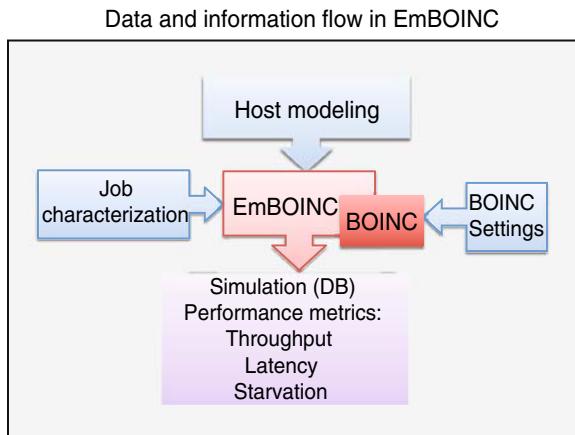 Data and information flow in EmBOINC
Host modeling
Job
characterization
EmBOINC
BOINC
BOINC
Settings
Simulation (DB)
Performance metrics:
Throughput
Latency
Starvation